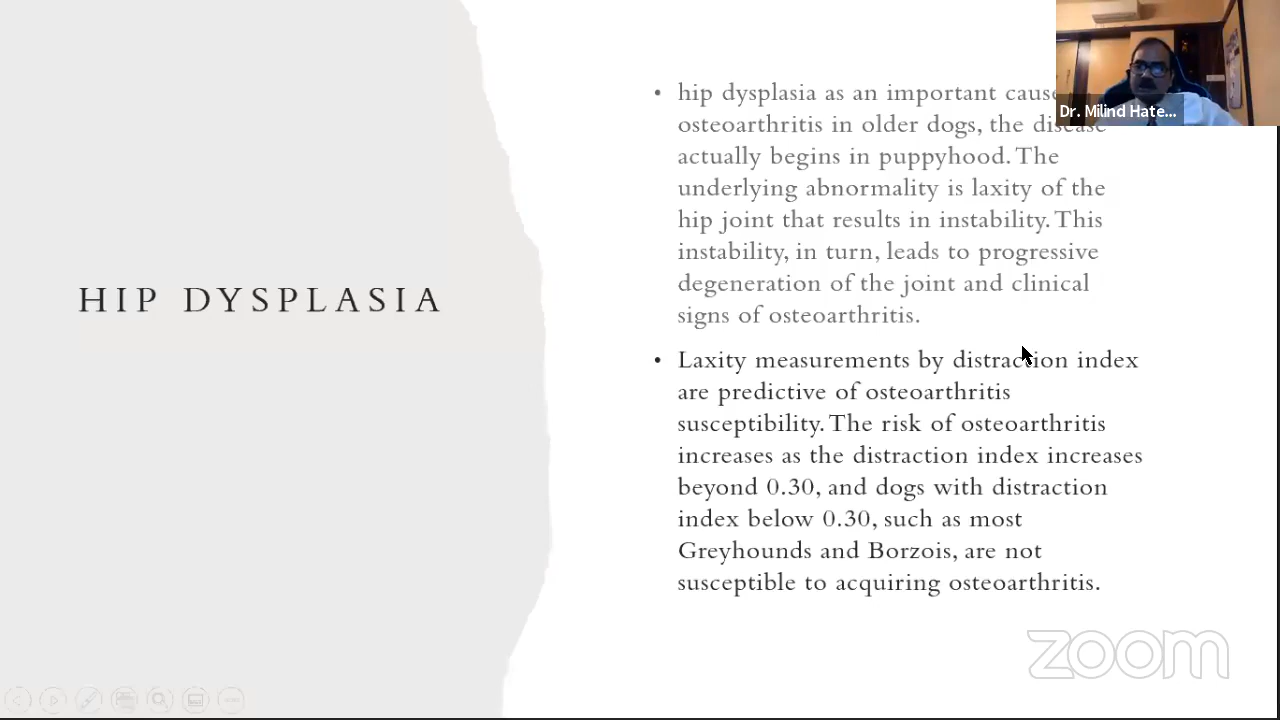 HIP DYSPLASIA
• hip dysplasia as an important cause
osteoarthritis in older dogs, the disease
actually begins in puppyhood. The
underlying abnormality is laxity of the
hip joint that results in instability. This
instability, in turn, leads to progressive
degeneration of the joint and clinical
signs of osteoarthritis.
• Laxity measurements by distraction index
are predictive of osteoarthritis
susceptibility. The risk of osteoarthritis
increases as the distraction index increases
beyond 0.30, and dogs with distraction
index below 0.30, such as most
Greyhounds and Borzois, are not
susceptible to acquiring osteoarthritis.
Dr. Milind Hate...
zoom